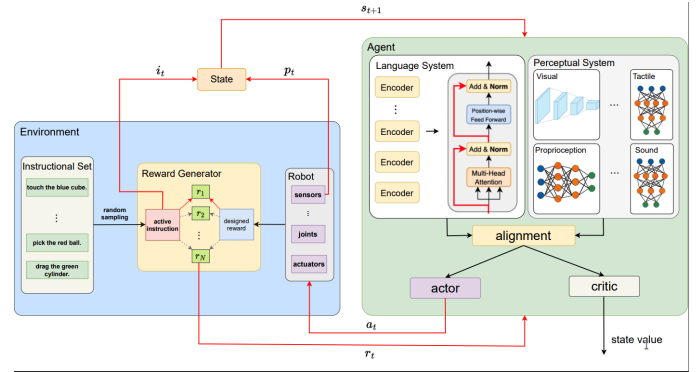 s_{t+1}
i_t
p_t
State
Environment
Instructional Set
touch the blue cube.
⋮
pick the red ball.
drag the green
cylinder.
random
sampling
Reward Generator
active
instruction
r_1
r_2
⋮
r_N
designed
reward
Robot
sensors
⋮
joints
actuators
Agent
Language System
Encoder
⋮
Encoder
Encoder
Encoder
Add & Norm
Position-wise
Feed Forward
Add & Norm
Multi-Head
Attention
Perceptual System
Visual
...
Tactile
Proprioception
...
Sound
alignment
actor
critic
state value
a_t
r_t